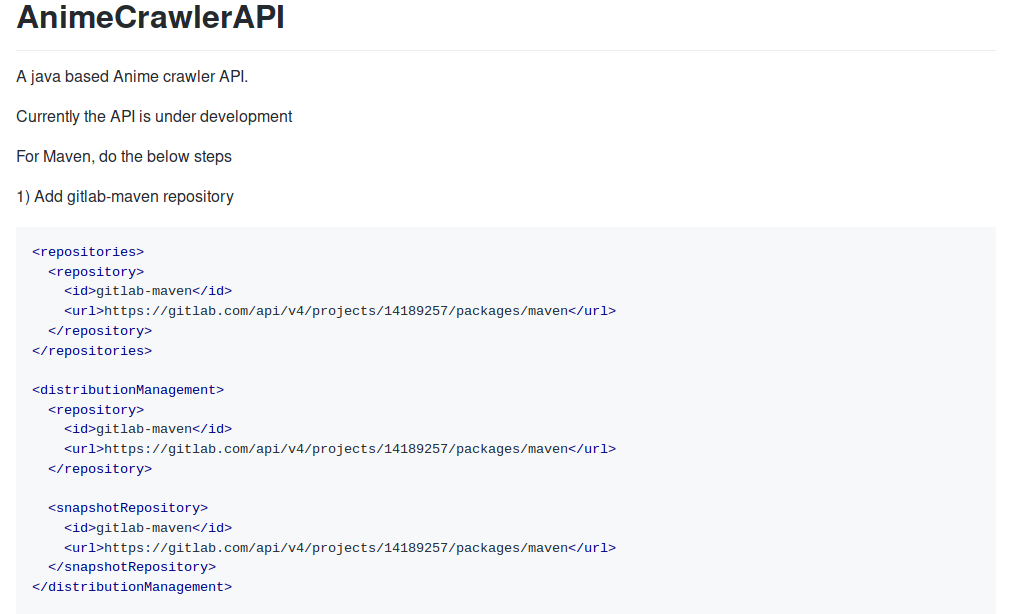 AnimeCrawlerAPI
A java based Anime crawler API.
Currently the API is under development
For Maven, do the below steps
1) Add gitlab-maven repository
<repositories>
  <repository>
    <id>gitlab-maven</id>
    <url>https://gitlab.com/api/v4/projects/14189257/packages/maven</url>
  </repository>
</repositories>
<distributionManagement>
  <repository>
    <id>gitlab-maven</id>
    <url>https://gitlab.com/api/v4/projects/14189257/packages/maven</url>
  </repository>
  <snapshotRepository>
    <id>gitlab-maven</id>
    <url>https://gitlab.com/api/v4/projects/14189257/packages/maven</url>
  </snapshotRepository>
</distributionManagement>